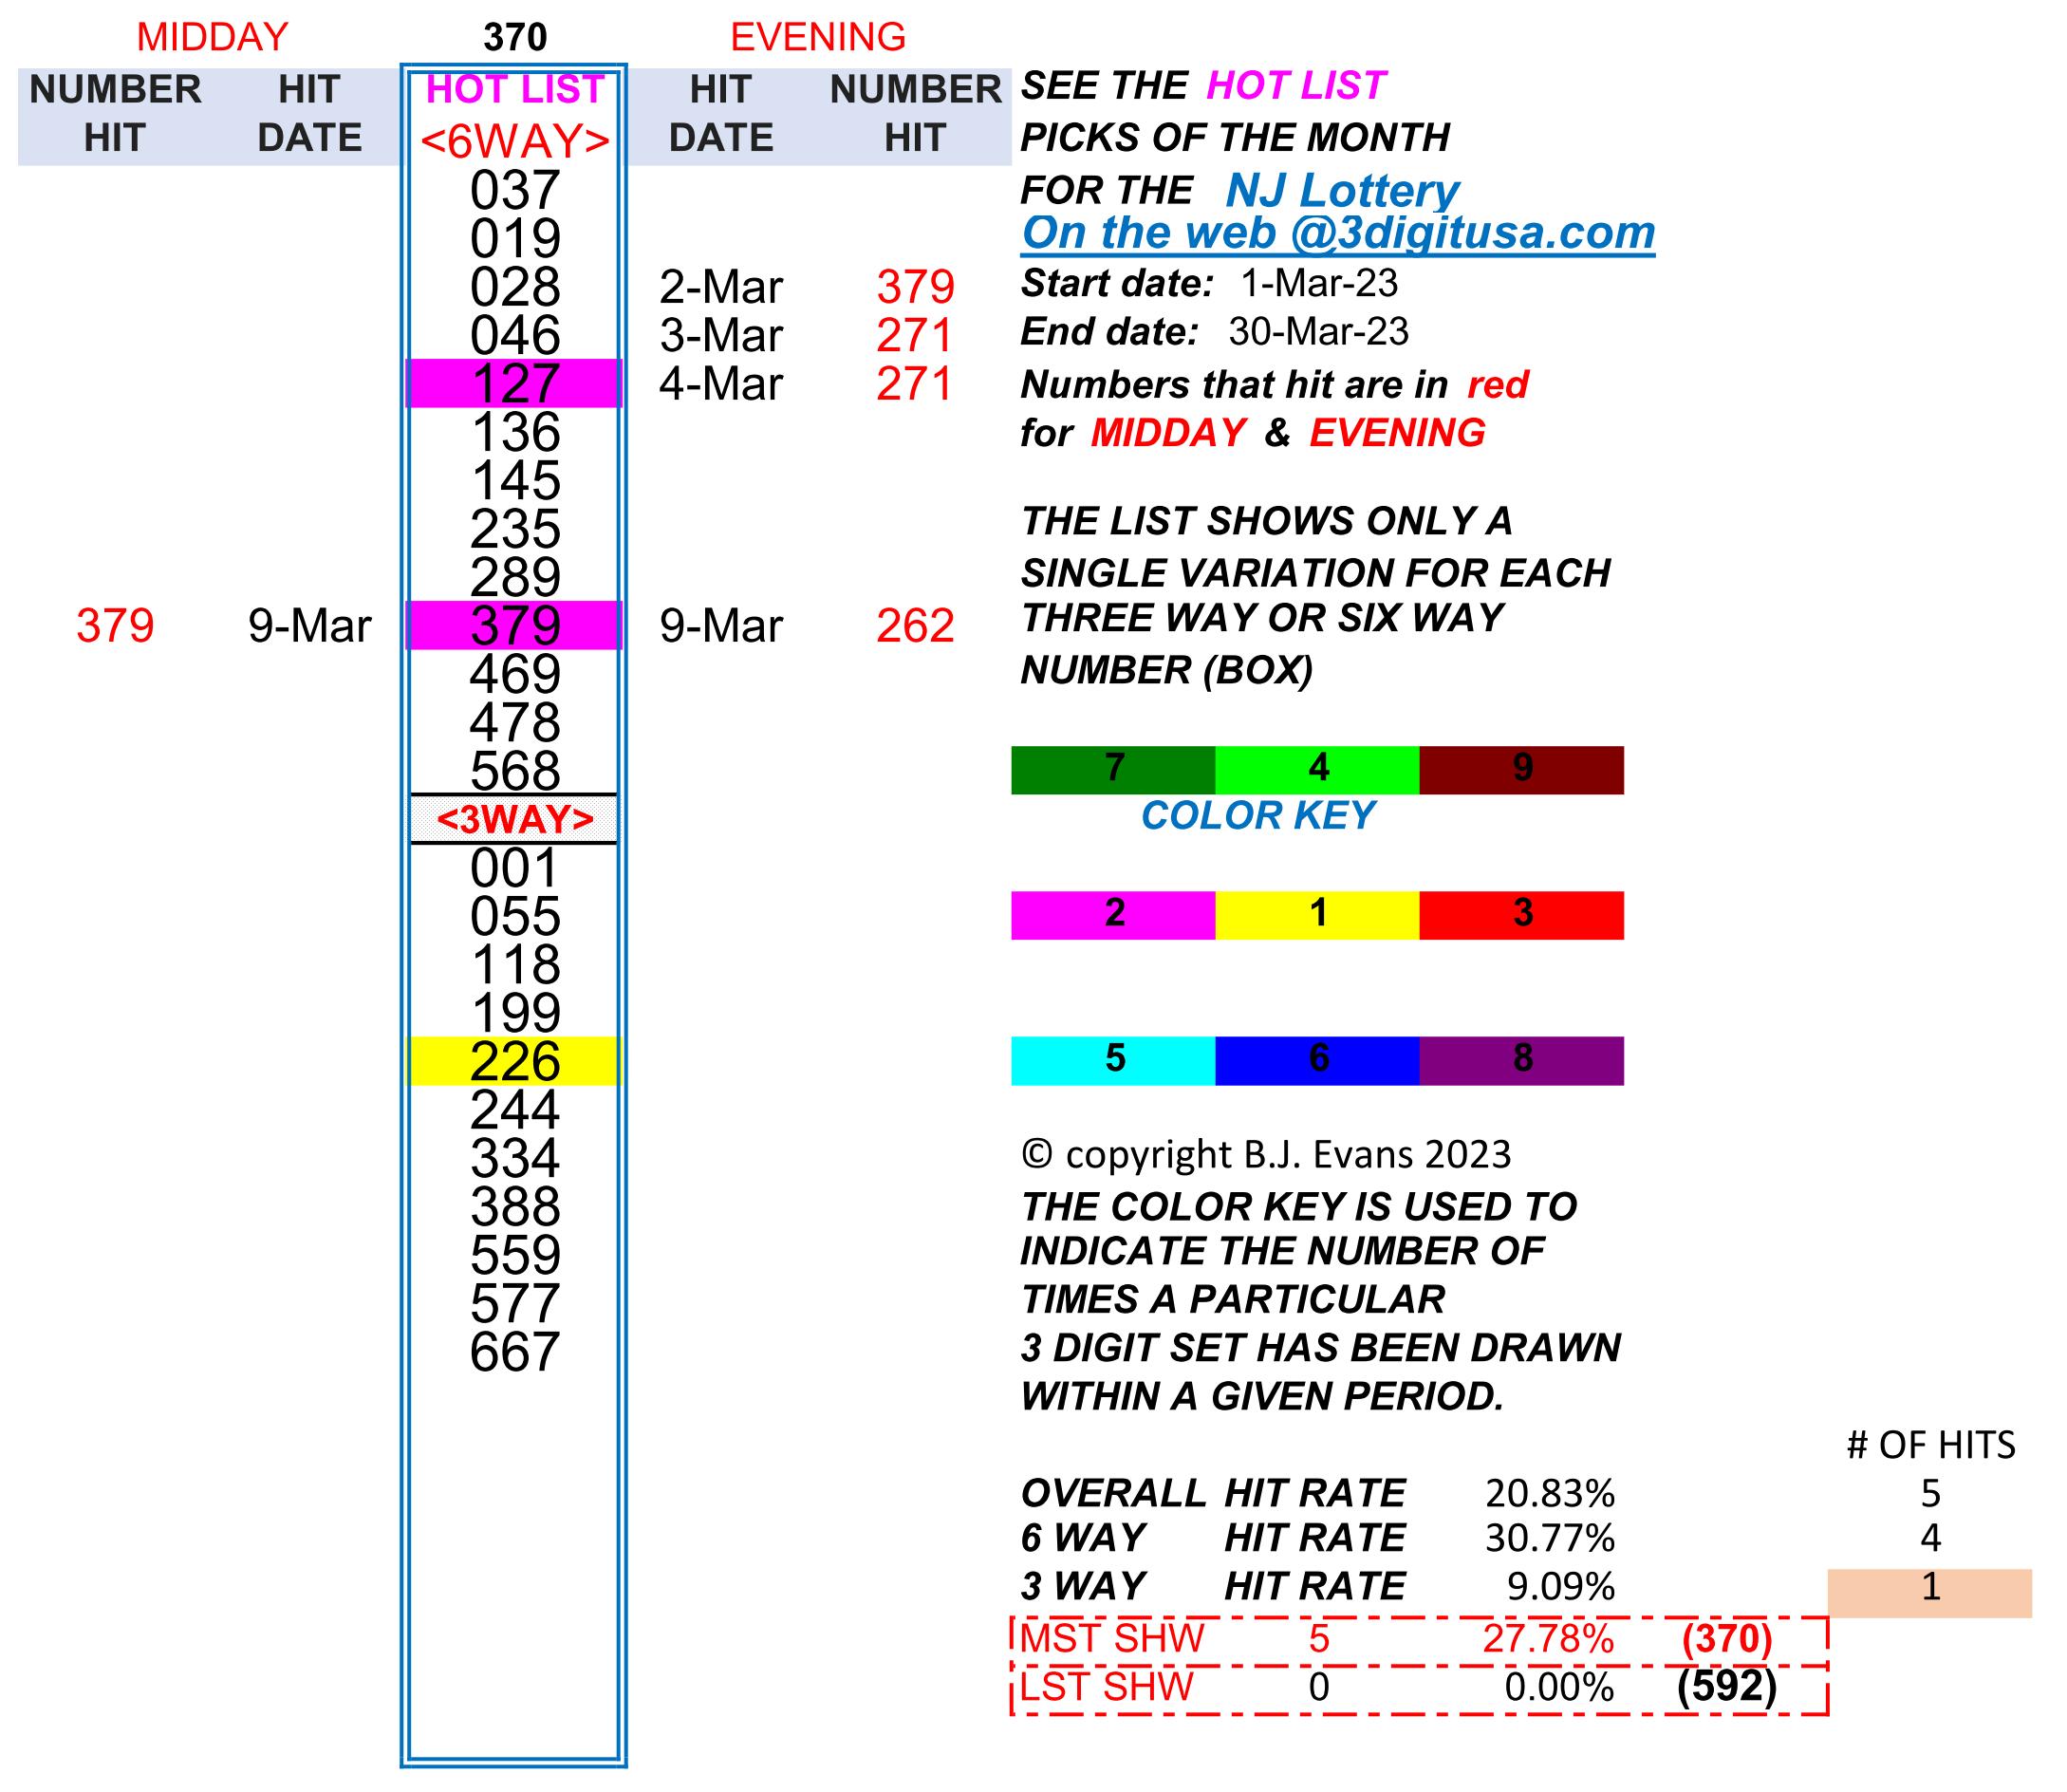 MIDDAY 370 EVENING
NUMBER HIT HOT LIST HIT NUMBER SEE THE HOT LIST
HIT DATE <6WAY> DATE HIT PICKS OF THE MONTH
037 FOR THE NJ Lottery
019 On the web @3digitusa.com
028 2-Mar 379 Start date: 1-Mar-23
046 3-Mar 271 End date: 30-Mar-23
127 4-Mar 271 Numbers that hit are in red
136 for MIDDAY & EVENING
145
235 THE LIST SHOWS ONLY A
289 SINGLE VARIATION FOR EACH
379 9-Mar 379 9-Mar 262 THREE WAY OR SIX WAY
469 NUMBER (BOX)
478
568 7 4 9
<3WAY> COLOR KEY
001
055 2 1 3
118
199
226 5 6 8
244
334 © copyright B.J. Evans 2023
388 THE COLOR KEY IS USED TO
559 INDICATE THE NUMBER OF
577 TIMES A PARTICULAR
667 3 DIGIT SET HAS BEEN DRAWN
WITHIN A GIVEN PERIOD.
# OF HITS
OVERALL HIT RATE 20.83% 5
6 WAY HIT RATE 30.77% 4
3 WAY HIT RATE 9.09% 1
MST SHW 5 27.78% (370)
LST SHW 0 0.00% (592)